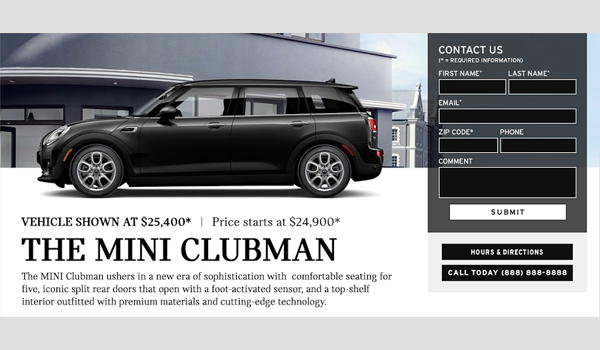 CONTACT US
(* = REQUIRED INFORMATION)
FIRST NAME* LAST NAME*
EMAIL*
ZIP CODE* PHONE
COMMENT
SUBMIT
HOURS & DIRECTIONS
CALL TODAY (888) 888-8888
VEHICLE SHOWN AT $25,400* | Price starts at $24,900*
THE MINI CLUBMAN
The MINI Clubman ushers in a new era of sophistication with comfortable seating for
five, iconic split rear doors that open with a foot-activated sensor, and a top-shelf
interior outfitted with premium materials and cutting-edge technology.